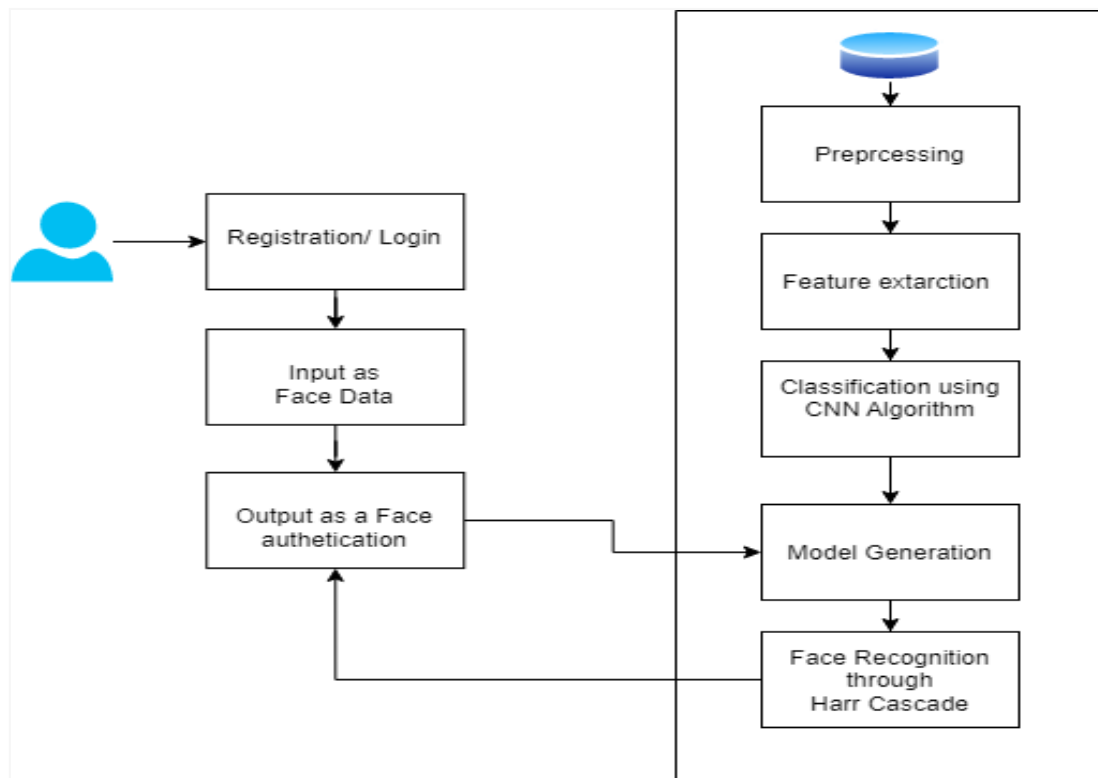 Registration/ Login
Input as
Face Data
Output as a Face
authetication
Preprcessing
Feature extarction
Classification using
CNN Algorithm
Model Generation
Face Recognition
through
Harr Cascade